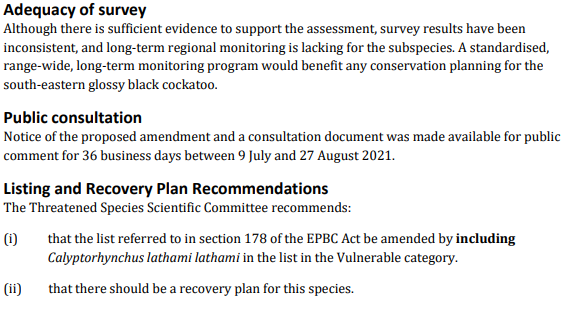 Adequacy of survey
Although there is sufficient evidence to support the assessment, survey results have been
inconsistent, and long-term regional monitoring is lacking for the subspecies. A standardised,
range-wide, long-term monitoring program would benefit any conservation planning for the
south-eastern glossy black cockatoo.
Public consultation
Notice of the proposed amendment and a consultation document was made available for public
comment for 36 business days between 9 July and 27 August 2021.
Listing and Recovery Plan Recommendations
The Threatened Species Scientific Committee recommends:
(i) that the list referred to in section 178 of the EPBC Act be amended by including
Calyptorhynchus lathami lathami in the list in the Vulnerable category.
(ii) that there should be a recovery plan for this species.